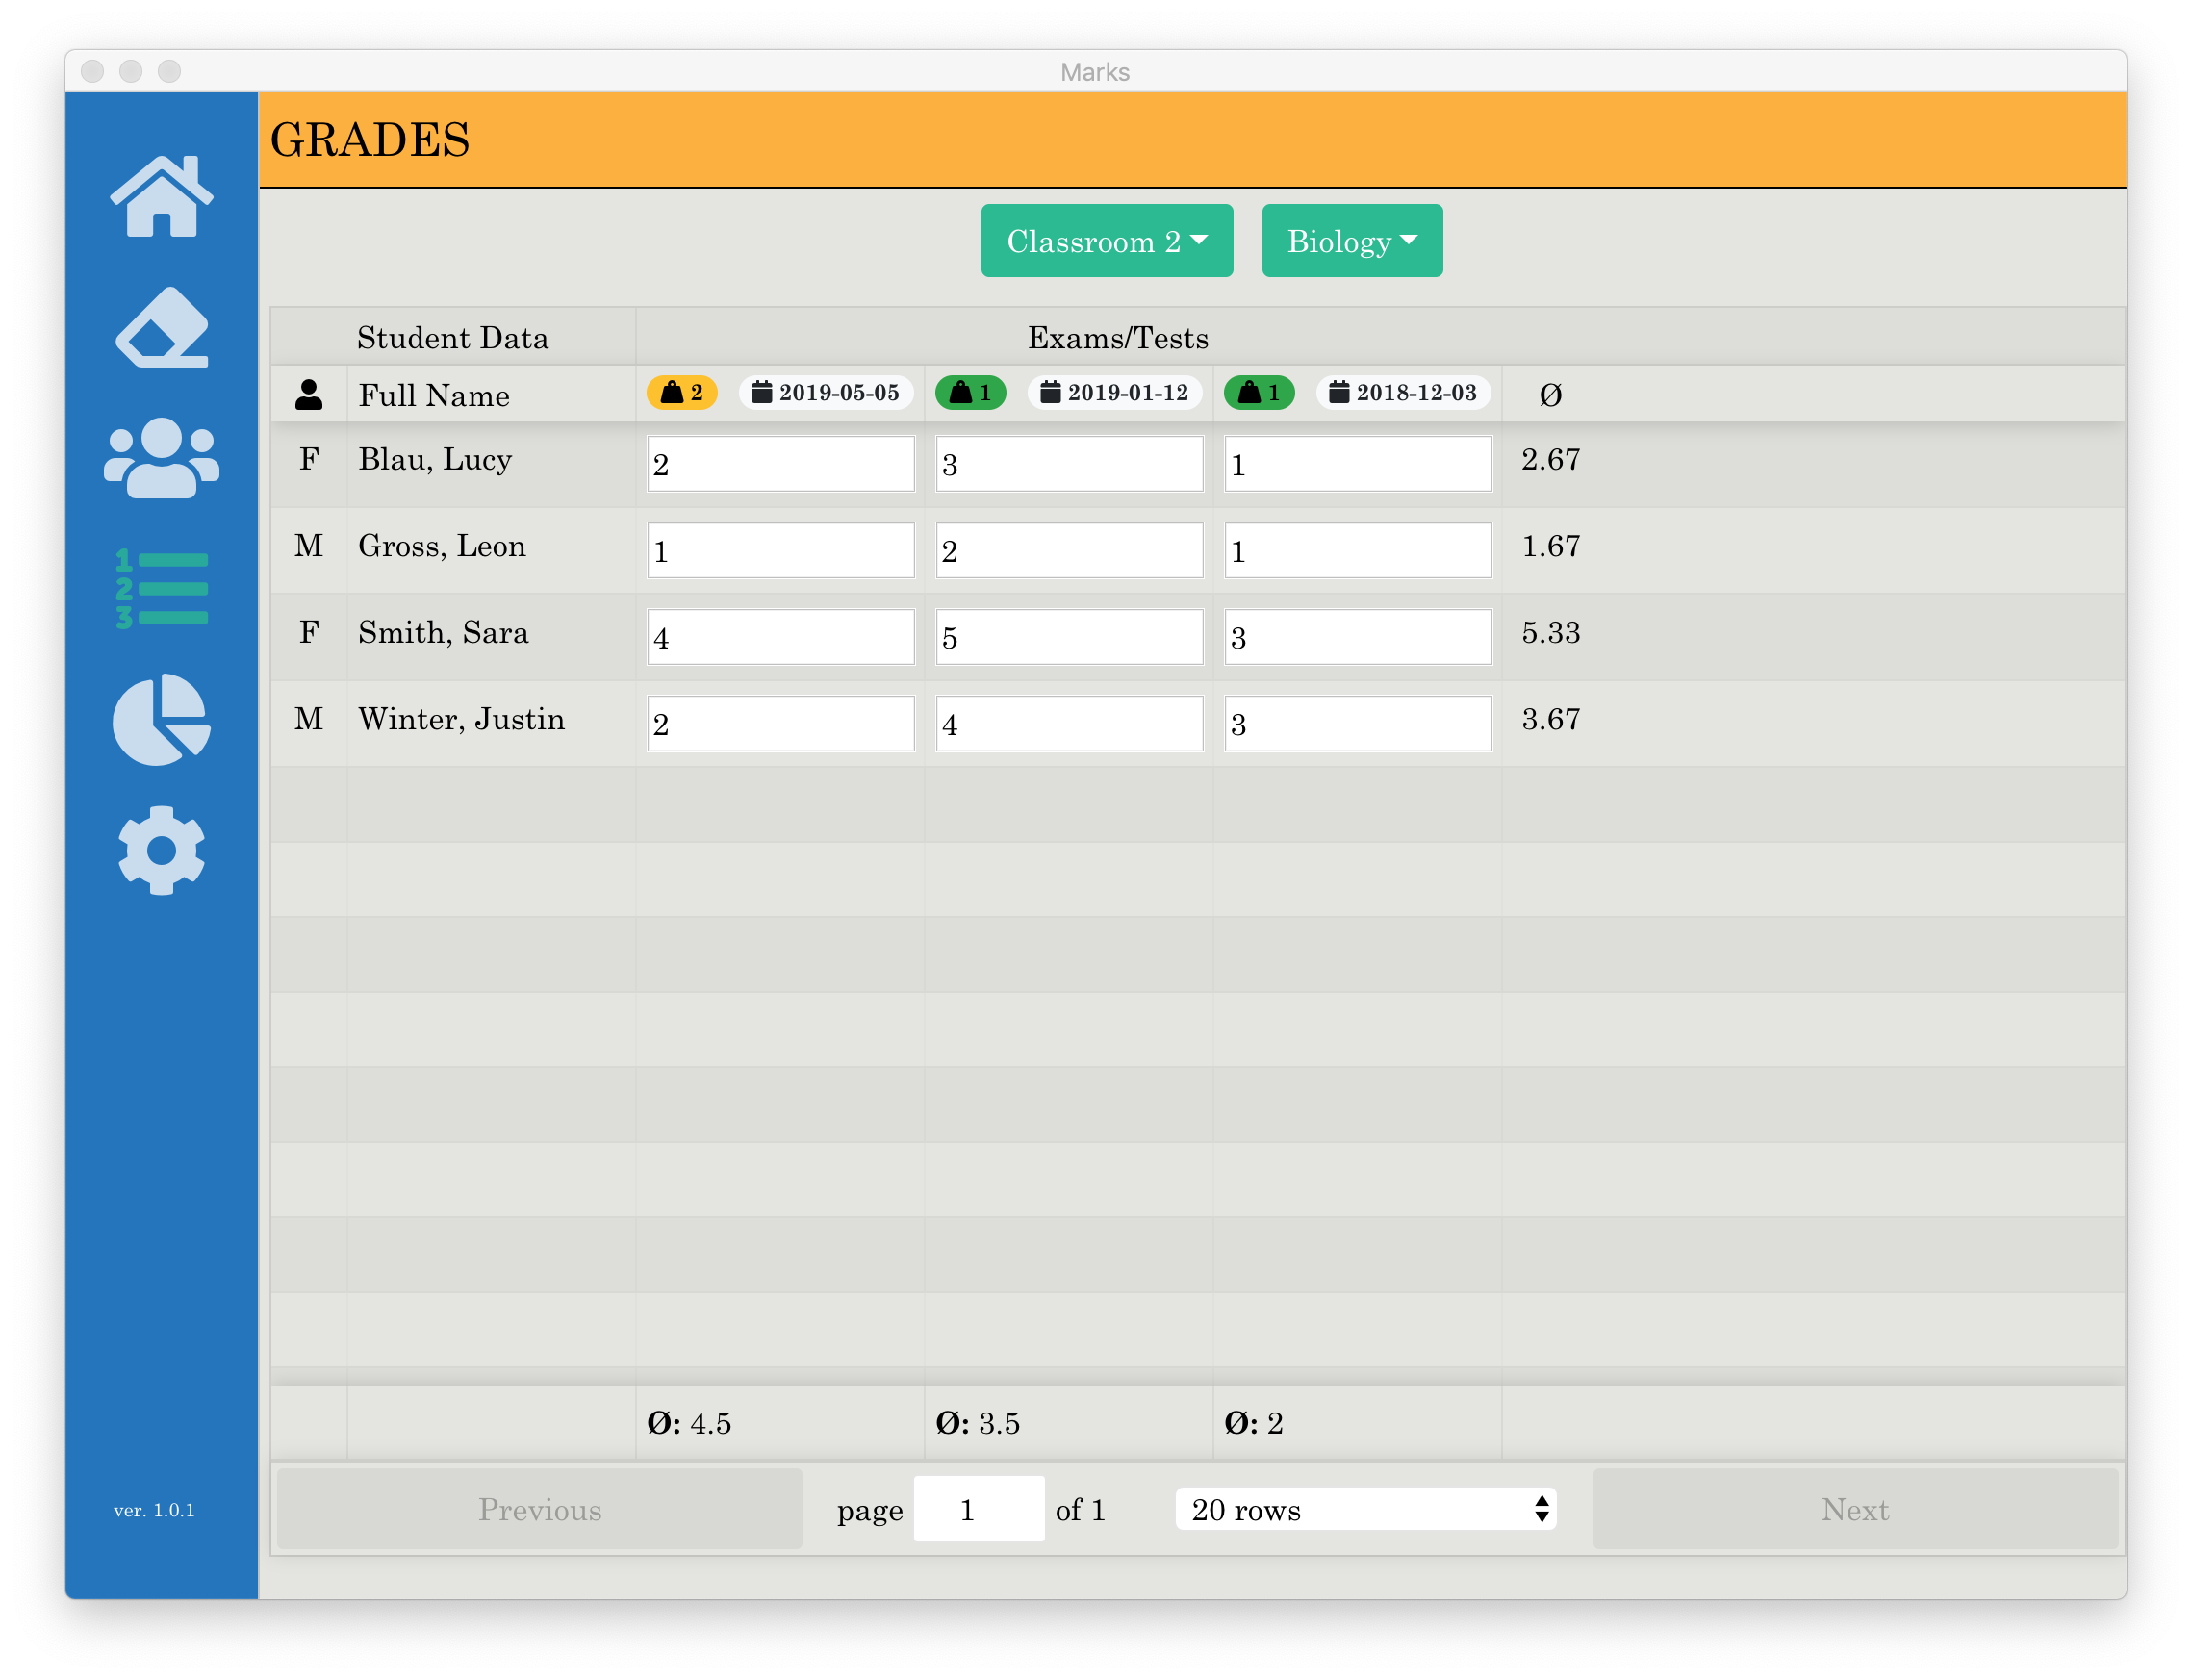 Marks
GRADES
Classroom 2 Biology
Student Data Exams/Tests
Full Name 2 2019-05-05 1 2019-01-12 1 2018-12-03 Ø
F Blau, Lucy 2 3 1 2.67
M Gross, Leon 1 2 1 1.67
F Smith, Sara 4 5 3 5.33
M Winter, Justin 2 4 3 3.67
1
2
3
Ø: 4.5 Ø: 3.5 Ø: 2
ver. 1.0.1
Previous page 1 of 1 20 rows Next